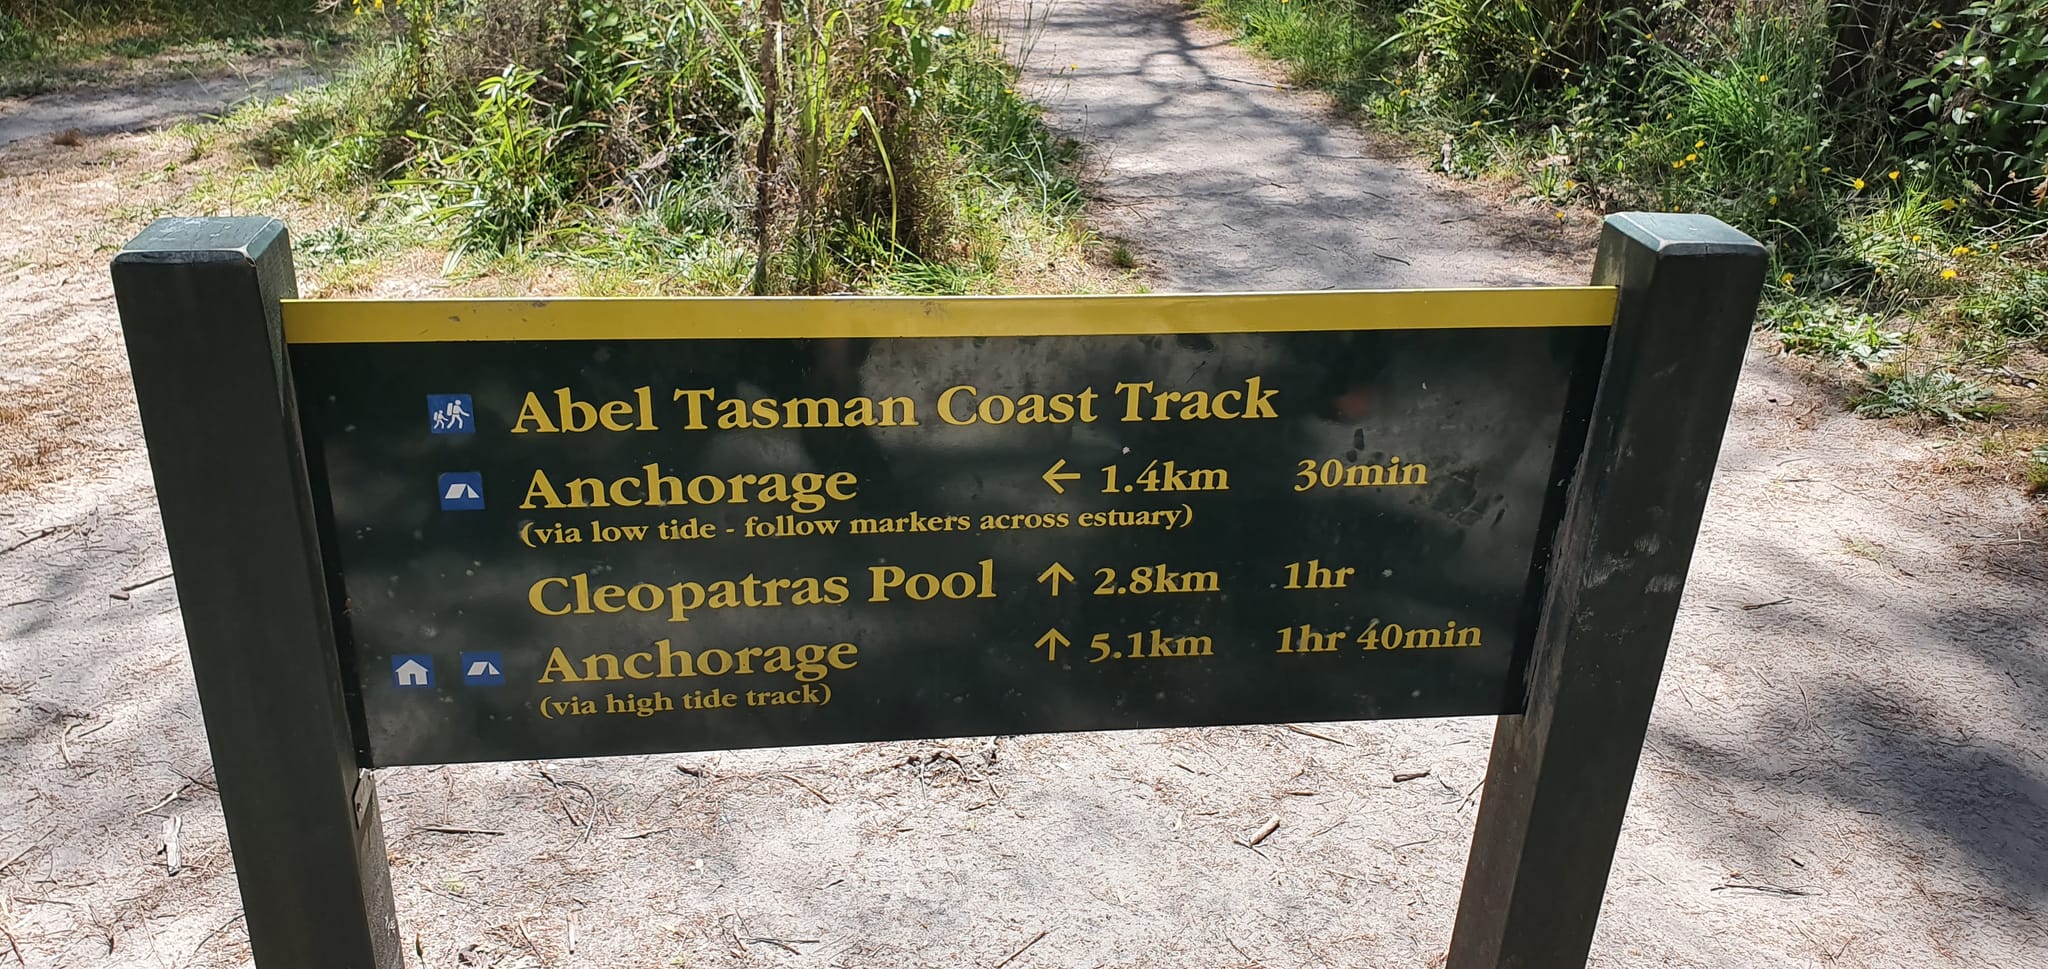 Abel Tasman Coast Track
Anchorage ← 1.4km 30min
(via low tide - follow markers across estuary)
Cleopatras Pool ↑ 2.8km 1hr
Anchorage ↑ 5.1km 1hr 40min
(via high tide track)